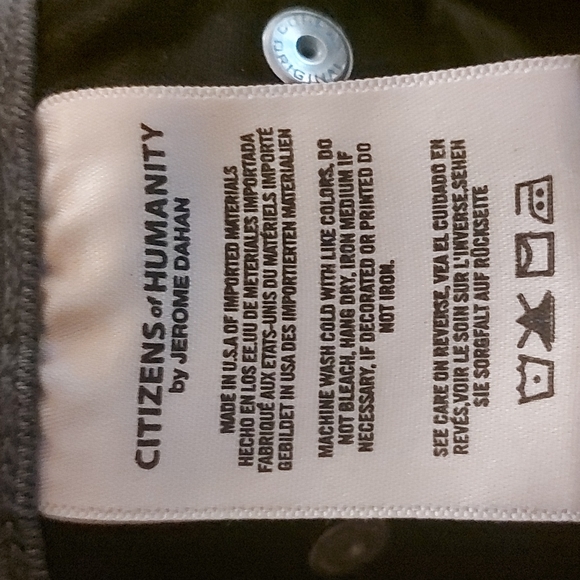 CITIZENS of HUMANITY
by JEROME DAHAN
MADE IN U.S.A OF IMPORTED MATERIALS
HECHO EN LOS EE.IUU DE METERIALES IMPORTADA
FABRIQUÉ AUX ETATS-UNIS DU MATÉRIELS IMPORTÉ
GEBILDET IN USA DES IMPORTIERTEN MATERIALIEN
MACHINE WASH COLD WITH LIKE COLORS, DO
NOT BLEACH, HANG DRY, IRON MEDIUM IF
NECESSARY, IF DECORATED OR PRINTED DO
NOT IRON.
SEE CARE ON REVERSE, VEA EL CUIDADO EN
REVÉS, VOIR LE SOIN SUR L'INVERSE, SEHEN
SIE SORGFALT AUF RÜCKSEITE
ORIGINAL